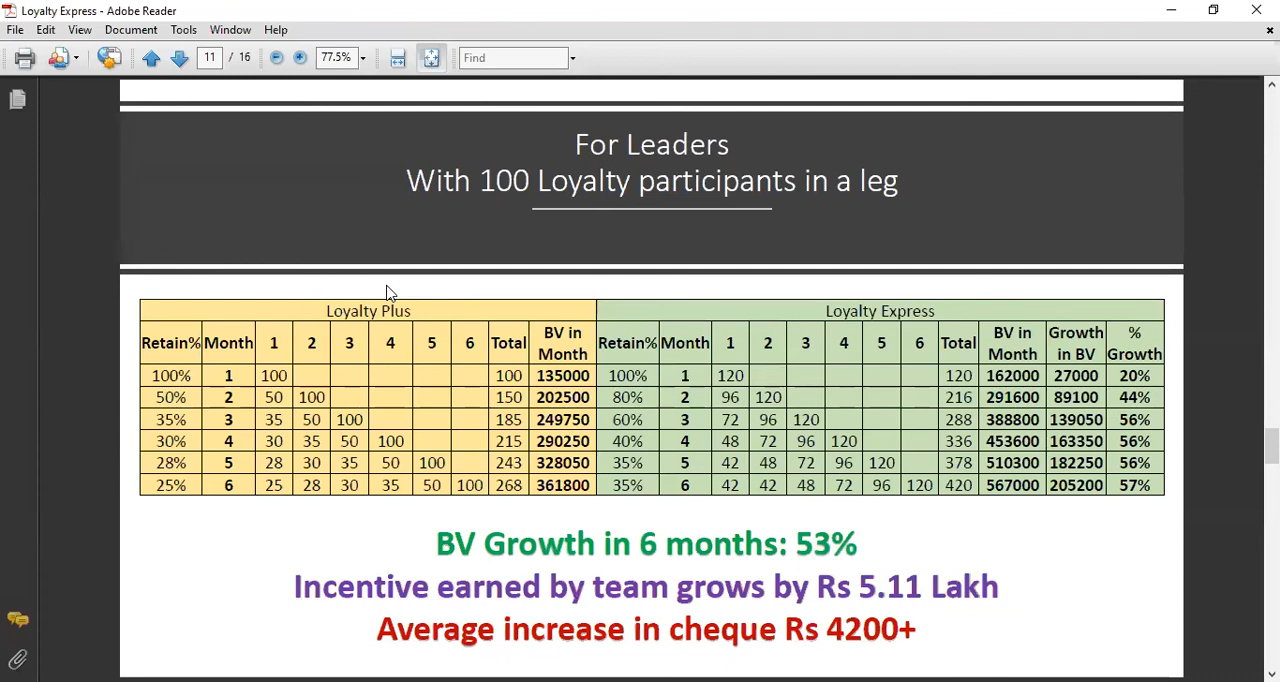 Loyalty Express - Adobe Reader
File Edit View Document Tools Window Help
11 / 16 77.5% Find
For Leaders
With 100 Loyalty participants in a leg
Loyalty Plus Loyalty Express
Retain% Month 1 2 3 4 5 6 Total BV in Month Retain% Month 1 2 3 4 5 6 Total BV in Month Growth in BV % Growth
100% 1 100 100 135000 100% 1 120 120 162000 27000 20%
50% 2 50 100 150 202500 80% 2 96 120 216 291600 89100 44%
35% 3 35 50 100 185 249750 60% 3 72 96 120 288 388800 139050 56%
30% 4 30 35 50 100 215 290250 40% 4 48 72 96 120 336 453600 163350 56%
28% 5 28 30 35 50 100 243 328050 35% 5 42 48 72 96 120 378 510300 182250 56%
25% 6 25 28 30 35 50 100 268 361800 35% 6 42 42 48 72 96 120 420 567000 205200 57%
BV Growth in 6 months: 53%
Incentive earned by team grows by Rs 5.11 Lakh
Average increase in cheque Rs 4200+